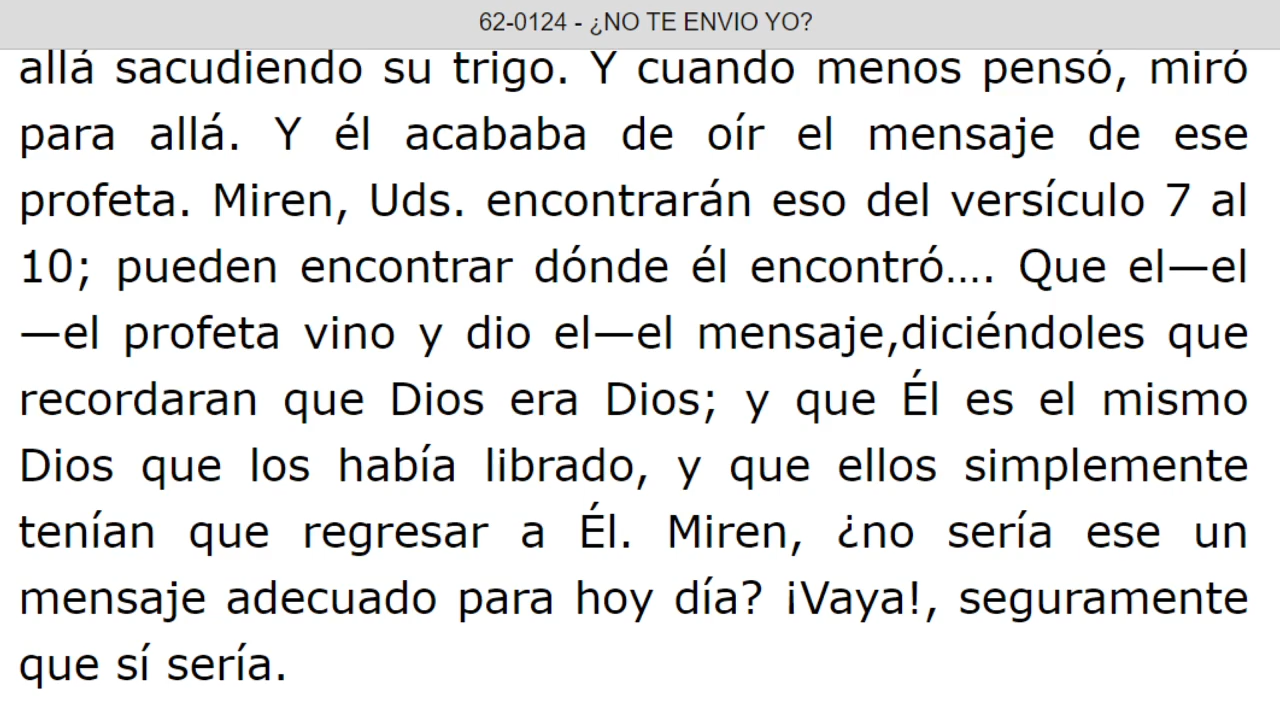 62-0124 - ¿NO TE ENVIO YO?
allá sacudiendo su trigo. Y cuando menos pensó, miró
para allá. Y él acababa de oír el mensaje de ese
profeta. Miren, Uds. encontrarán eso del versículo 7 al
10; pueden encontrar dónde él encontró.... Que el—el
—el profeta vino y dio el—el mensaje,diciéndoles que
recordaran que Dios era Dios; y que Él es el mismo
Dios que los había librado, y que ellos simplemente
tenían que regresar a Él. Miren, ¿no sería ese un
mensaje adecuado para hoy día? ¡Vaya!, seguramente
que sí sería.